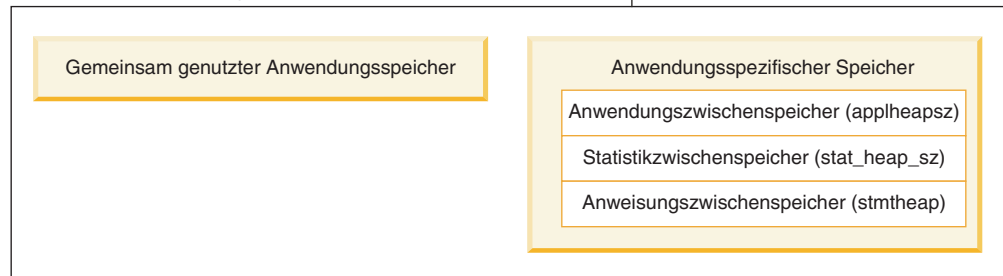 Gemeinsam genutzter Anwendungsspeicher
Anwendungsspezifischer Speicher
Anwendungszwischenspeicher (applheapsz)
Statistikzwischenspeicher (stat_heap_sz)
Anweisungszwischenspeicher (stmtheap)